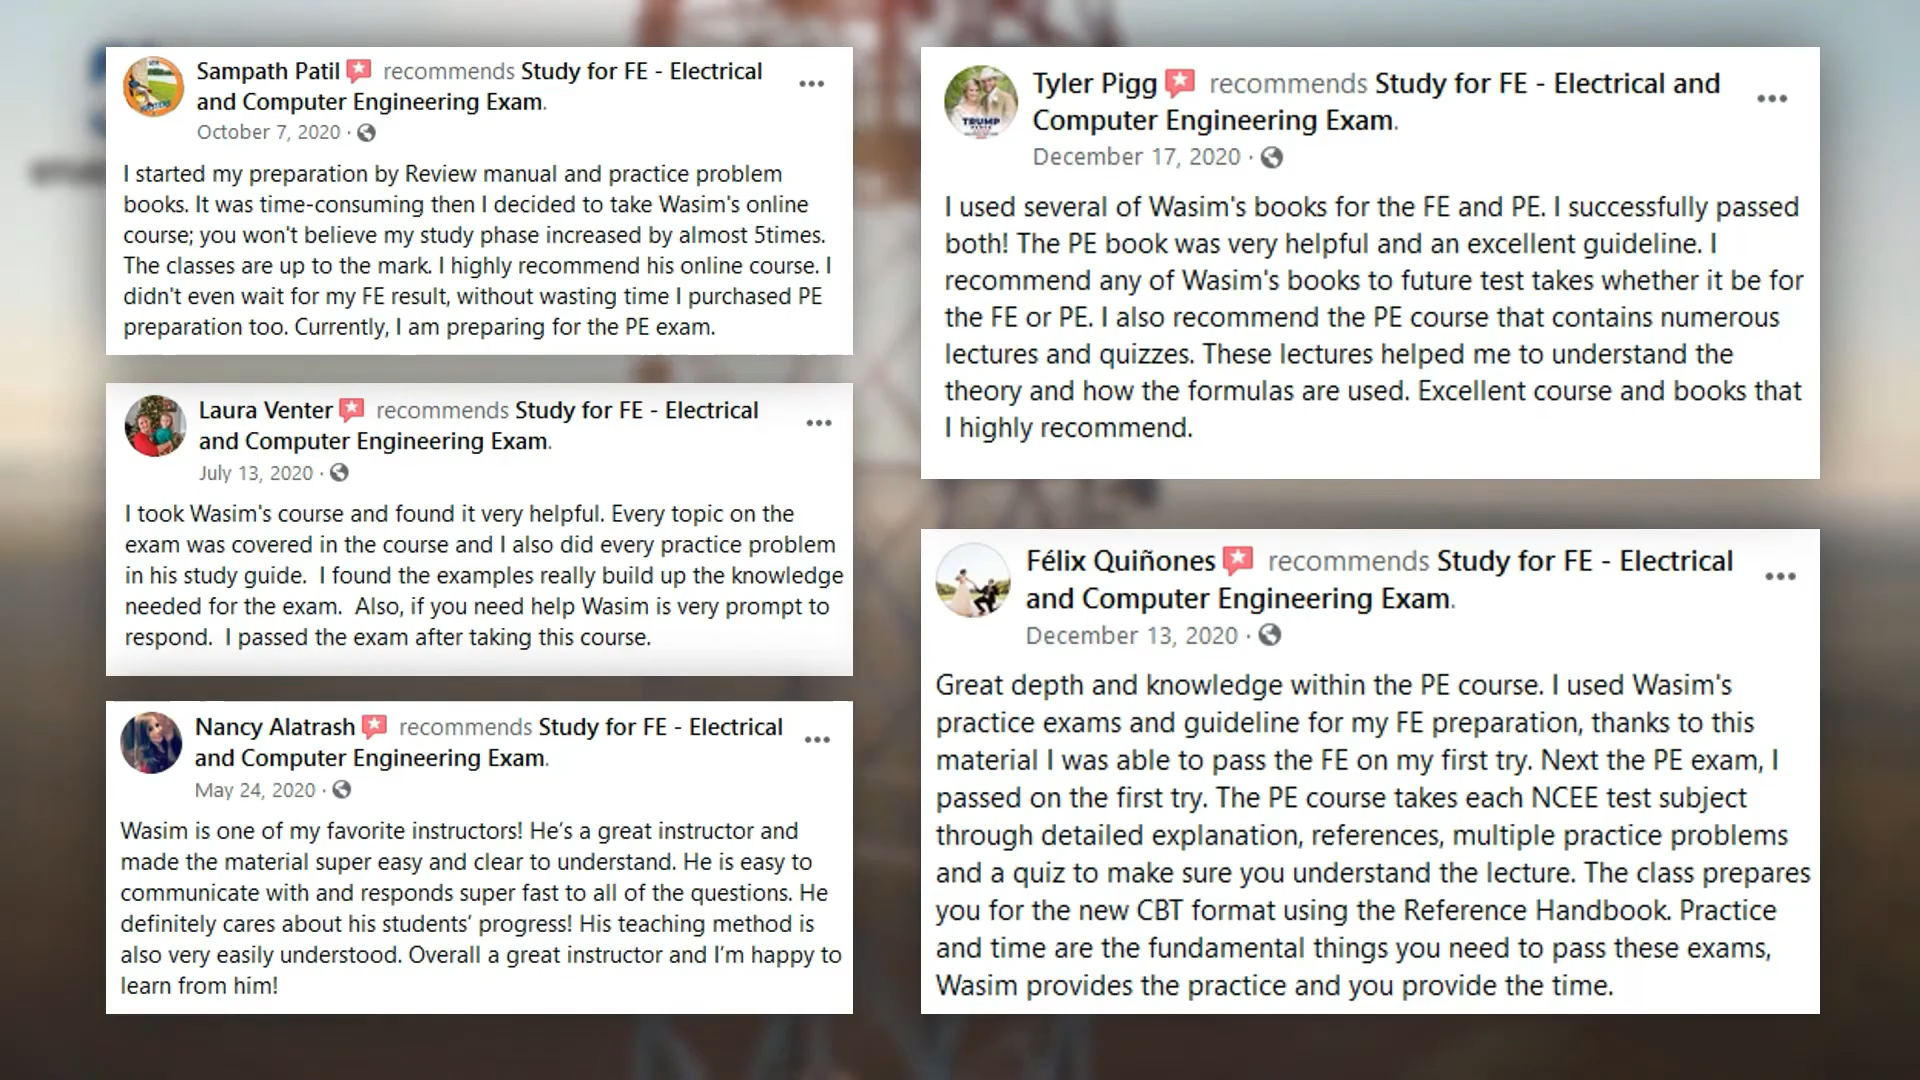 Sampath Patil recommends Study for FE - Electrical
and Computer Engineering Exam.
October 7, 2020 ·
I started my preparation by Review manual and practice problem
books. It was time-consuming then I decided to take Wasim's online
course; you won't believe my study phase increased by almost 5times.
The classes are up to the mark. I highly recommend his online course. I
didn't even wait for my FE result, without wasting time I purchased PE
preparation too. Currently, I am preparing for the PE exam.
Laura Venter recommends Study for FE - Electrical
and Computer Engineering Exam.
July 13, 2020 ·
I took Wasim's course and found it very helpful. Every topic on the
exam was covered in the course and I also did every practice problem
in his study guide.  I found the examples really build up the knowledge
needed for the exam.  Also, if you need help Wasim is very prompt to
respond.  I passed the exam after taking this course.
Nancy Alatrash recommends Study for FE - Electrical
and Computer Engineering Exam.
May 24, 2020 ·
Wasim is one of my favorite instructors! He's a great instructor and
made the material super easy and clear to understand. He is easy to
communicate with and responds super fast to all of the questions. He
definitely cares about his students' progress! His teaching method is
also very easily understood. Overall a great instructor and I'm happy to
learn from him!
Tyler Pigg recommends Study for FE - Electrical and
Computer Engineering Exam.
December 17, 2020 ·
TRUMP
I used several of Wasim's books for the FE and PE. I successfully passed
both! The PE book was very helpful and an excellent guideline. I
recommend any of Wasim's books to future test takes whether it be for
the FE or PE. I also recommend the PE course that contains numerous
lectures and quizzes. These lectures helped me to understand the
theory and how the formulas are used. Excellent course and books that
I highly recommend.
Félix Quiñones recommends Study for FE - Electrical
and Computer Engineering Exam.
December 13, 2020 ·
Great depth and knowledge within the PE course. I used Wasim's
practice exams and guideline for my FE preparation, thanks to this
material I was able to pass the FE on my first try. Next the PE exam, I
passed on the first try. The PE course takes each NCEE test subject
through detailed explanation, references, multiple practice problems
and a quiz to make sure you understand the lecture. The class prepares
you for the new CBT format using the Reference Handbook. Practice
and time are the fundamental things you need to pass these exams,
Wasim provides the practice and you provide the time.